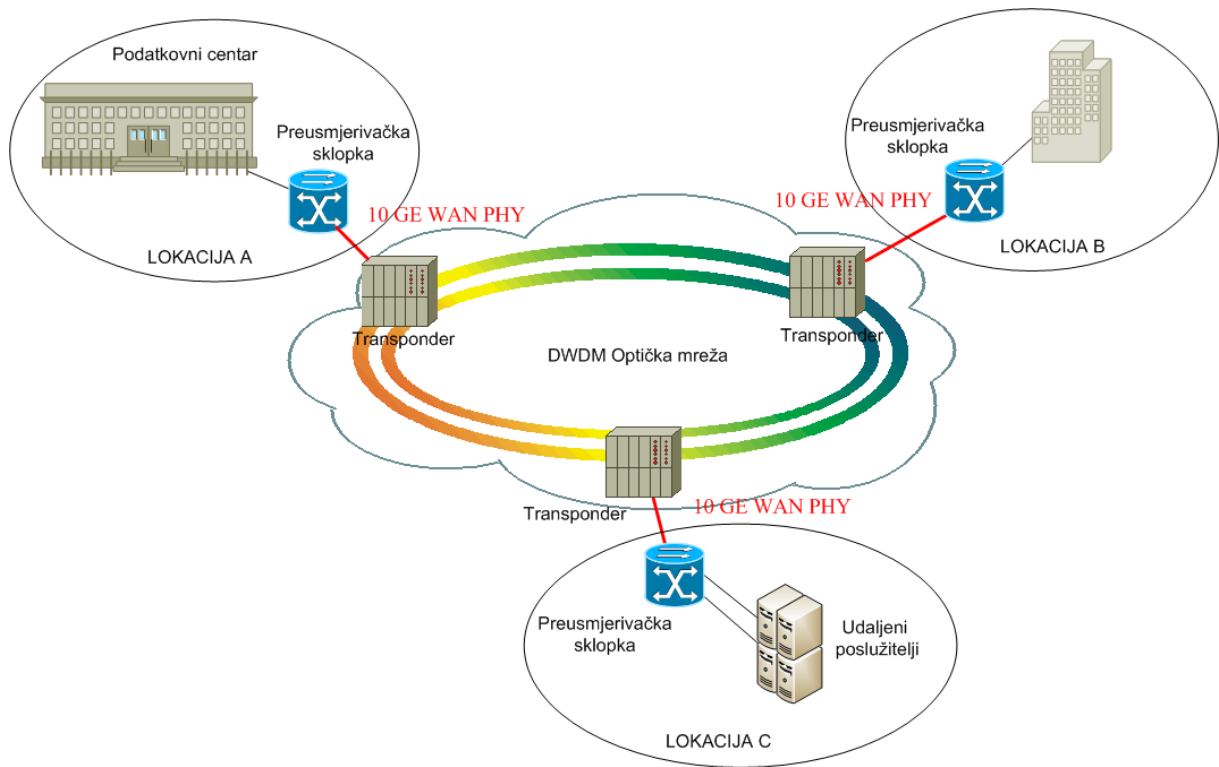 Podatkovni centar
Preusmjerivačka
sklopka
10 GE WAN PHY
LOKACIJA A
Preusmjerivačka
sklopka
10 GE WAN PHY
LOKACIJA B
Transponder
Transponder
DWDM Optička mreža
Transponder
10 GE WAN PHY
Preusmjerivačka
sklopka
Udaljeni
poslužitelji
LOKACIJA C